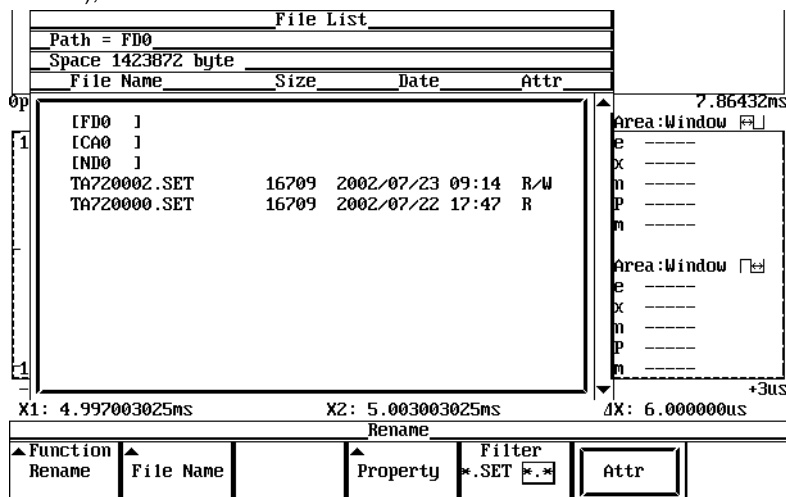 File List
Path = FD0
Space 1423872 byte
File Name Size Date Attr
0p 7.86432ms
[FD0 ] Area:Window
[CA0 ] e -----
[ND0 ] x -----
TA720002.SET 16709 2002/07/23 09:14 R/W m -----
TA720000.SET 16709 2002/07/22 17:47 R P -----
m -----
Area:Window
e -----
x -----
m -----
P -----
m -----
+3us
X1: 4.997003025ms X2: 5.003003025ms ΔX: 6.000000us
Rename
Function Filter
Rename File Name Property *.SET *.* Attr